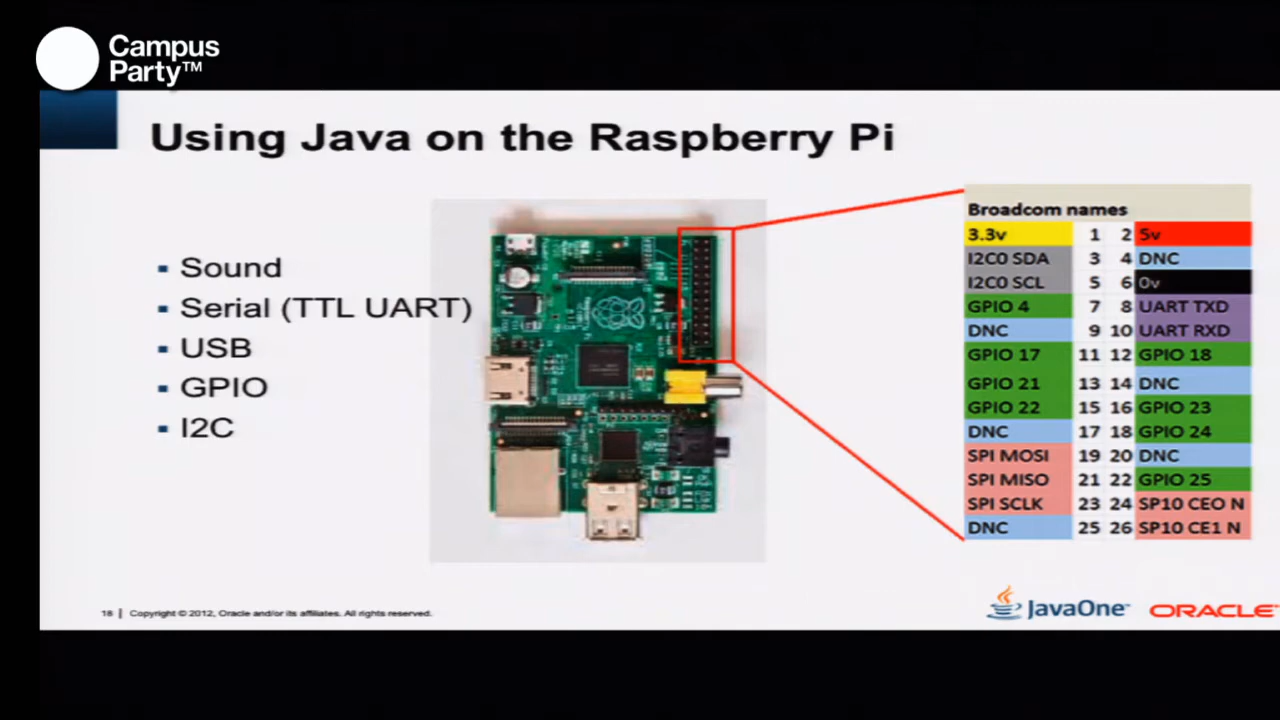 Campus
Party™
Using Java on the Raspberry Pi
Sound
Serial (TTL UART)
USB
GPIO
I2C
Broadcom names
3.3v 1 2 5v
I2C0 SDA 3 4 DNC
I2C0 SCL 5 6 0v
GPIO 4 7 8 UART TXD
DNC 9 10 UART RXD
GPIO 17 11 12 GPIO 18
GPIO 21 13 14 DNC
GPIO 22 15 16 GPIO 23
DNC 17 18 GPIO 24
SPI MOSI 19 20 DNC
SPI MISO 21 22 GPIO 25
SPI SCLK 23 24 SP10 CEO N
DNC 25 26 SP10 CE1 N
Copyright © 2012, Oracle and/or its affiliates. All rights reserved.
JavaOne™
ORACLE